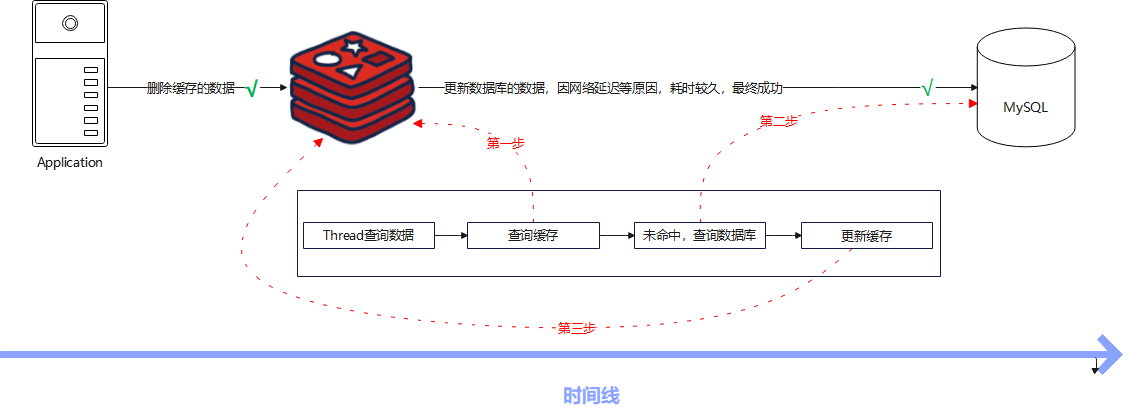 删除缓存的数据
更新数据库的数据，因网络延迟等原因，耗时较久，最终成功
MySQL
第二步
第一步
Application
Thread查询数据
查询缓存
未命中，查询数据库
更新缓存
第三步
时间线